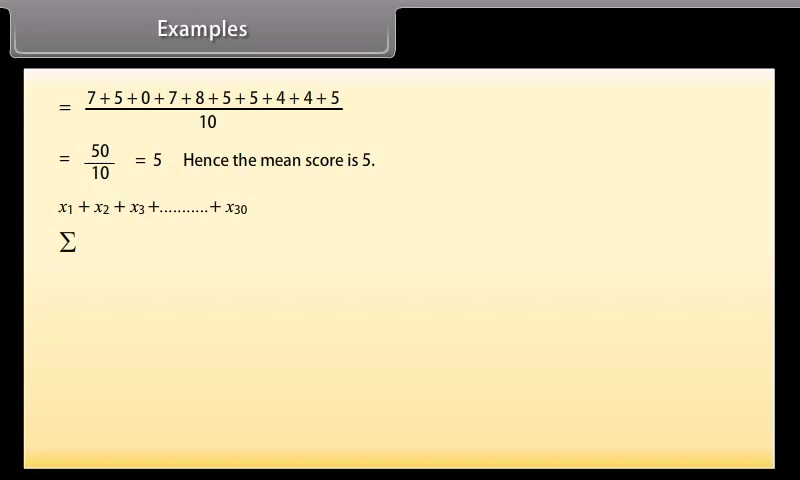 Examples
= 7 + 5 + 0 + 7 + 8 + 5 + 5 + 4 + 4 + 5
10
= 50/10 = 5 Hence the mean score is 5.
x₁ + x₂ + x₃ +...........+ x₃₀
Σ